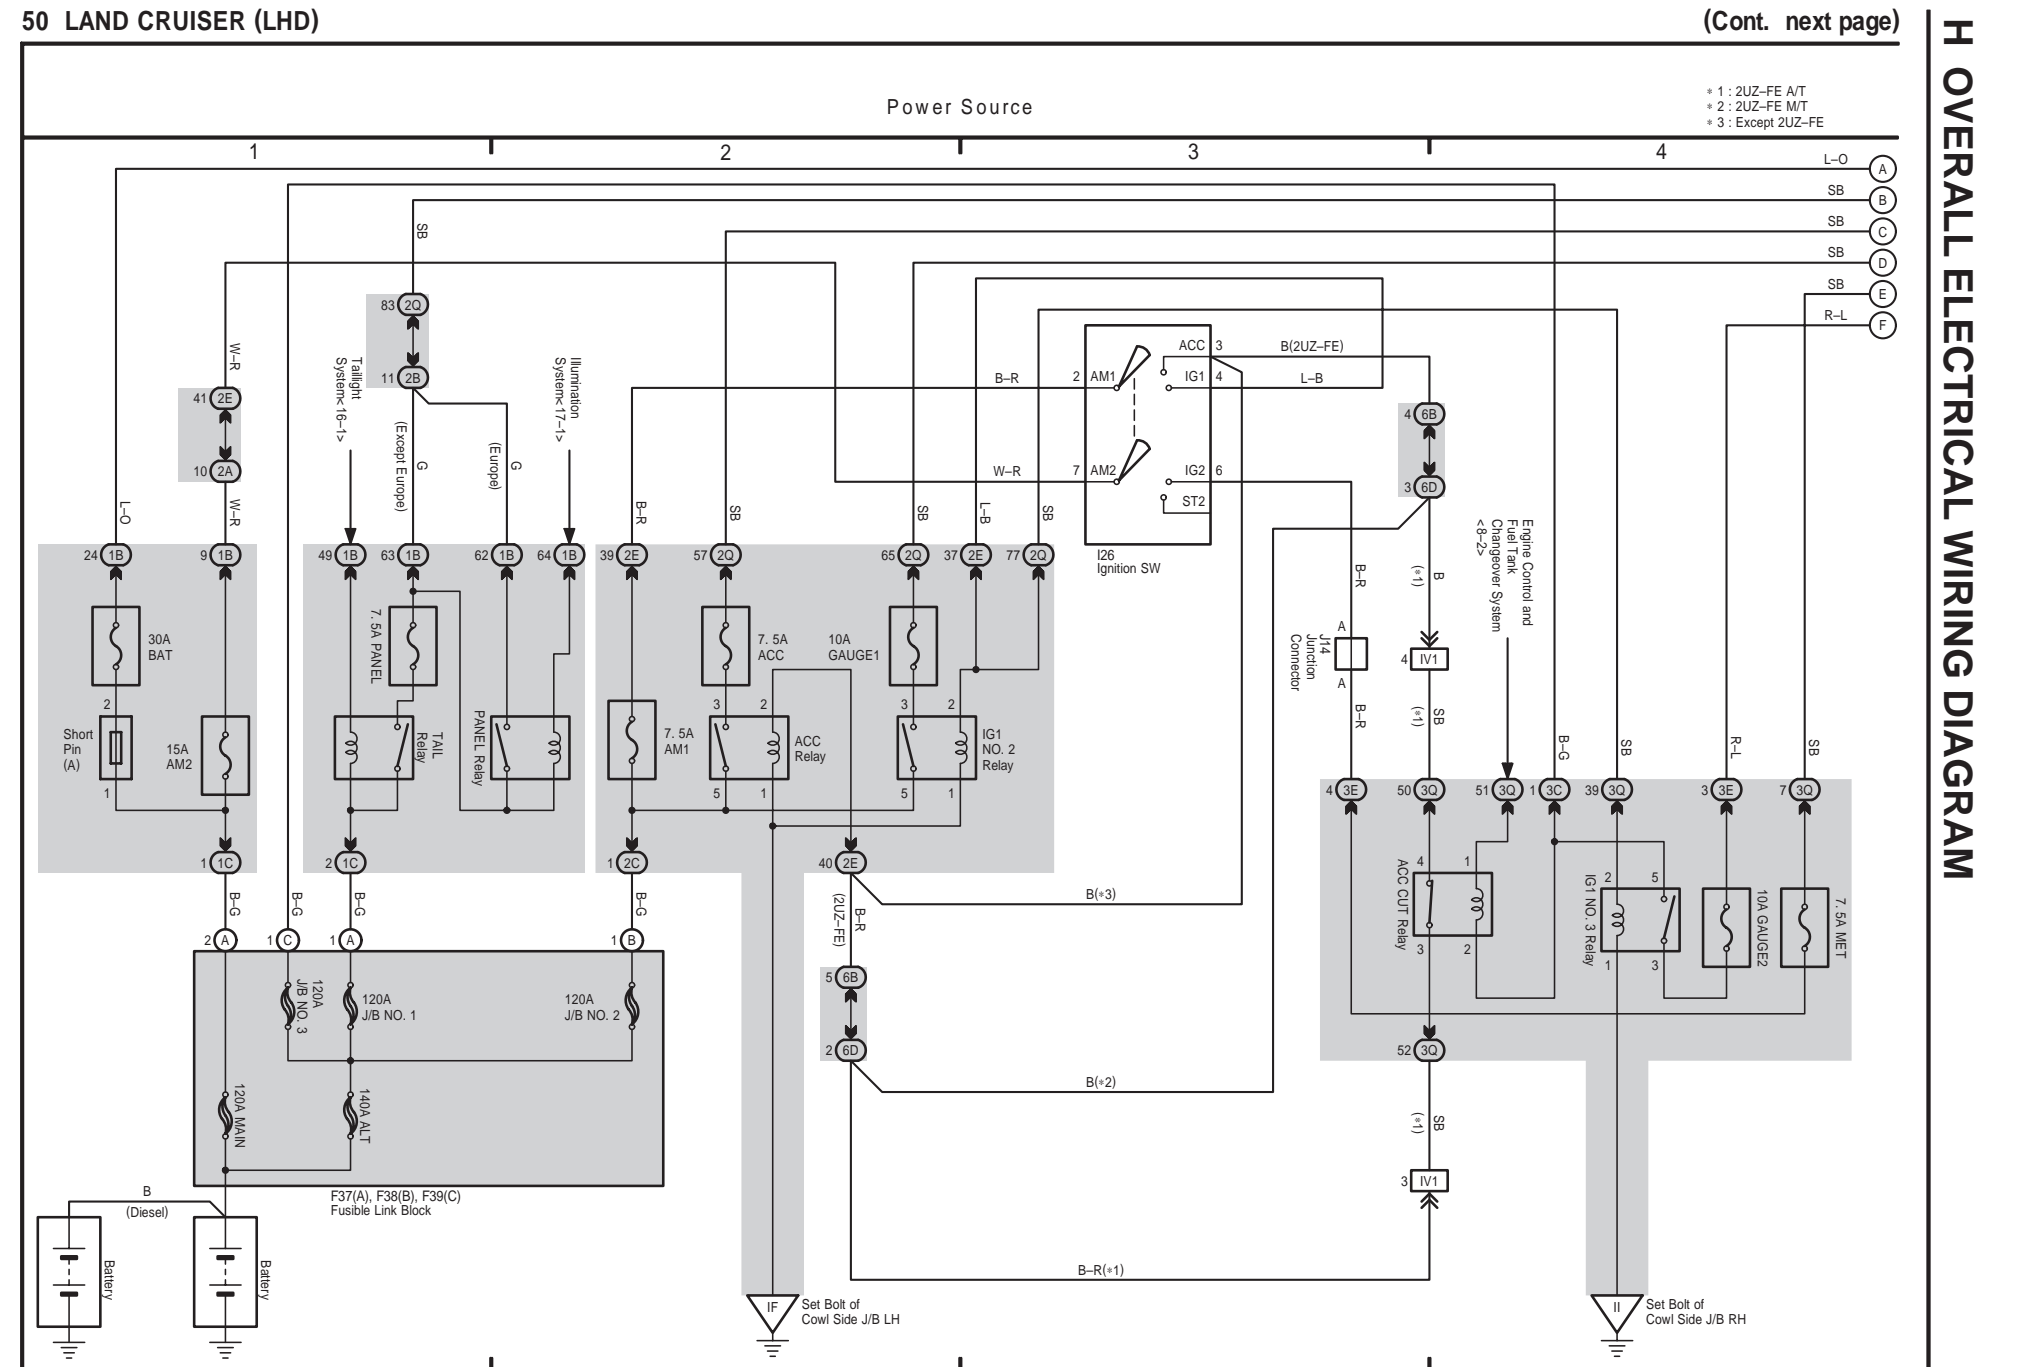 50 LAND CRUISER (LHD)
(Cont. next page)
H OVERALL ELECTRICAL WIRING DIAGRAM
Power Source
* 1 : 2UZ–FE A/T
* 2 : 2UZ–FE M/T
* 3 : Except 2UZ–FE
1
2
3
4
L–O
A
SB
B
SB
C
SB
D
SB
E
R–L
F
SB
83
2Q
11
2B
W–R
41
2E
10
2A
W–R
L–O
Taillight
System<16–1>
G
(Except Europe)
G
(Europe)
Illumination
System<17–1>
B–R
SB
SB
L–B
SB
B–R
2
AM1
W–R
7
AM2
ACC
3
IG1
4
IG2
6
ST2
I26
Ignition SW
B(2UZ–FE)
L–B
4
6B
3
6D
24
1B
9
1B
49
1B
63
1B
62
1B
64
1B
39
2E
57
2Q
65
2Q
37
2E
77
2Q
B–R
B
(*1)
Engine Control and
Fuel Tank
Changeover System
<8–2>
30A
BAT
7. 5A PANEL
7. 5A
ACC
10A
GAUGE1
A
J14
Junction
Connector
A
4
IV1
B–R
SB
(*1)
2
Short
Pin
(A)
1
15A
AM2
TAIL
Relay
PANEL Relay
7. 5A
AM1
3
2
ACC
Relay
5
1
3
2
IG1
NO. 2
Relay
5
1
B–G
SB
R–L
SB
4
3E
50
3Q
51
3Q
1
3C
39
3Q
3
3E
7
3Q
1
1C
2
1C
1
2C
40
2E
4
1
ACC CUT Relay
3
2
2
5
IG1 NO. 3 Relay
1
3
10A GAUGE2
7. 5A MET
B–G
B–G
B–G
B–G
B–R
(2UZ–FE)
B(*3)
2
A
1
C
1
A
1
B
120A
J/B NO. 3
120A
J/B NO. 1
120A
J/B NO. 2
5
6B
2
6D
52
3Q
B(*2)
120A MAIN
140A ALT
SB
(*1)
3
IV1
F37(A), F38(B), F39(C)
Fusible Link Block
B
(Diesel)
Battery
Battery
B–R(*1)
IF
Set Bolt of
Cowl Side J/B LH
II
Set Bolt of
Cowl Side J/B RH